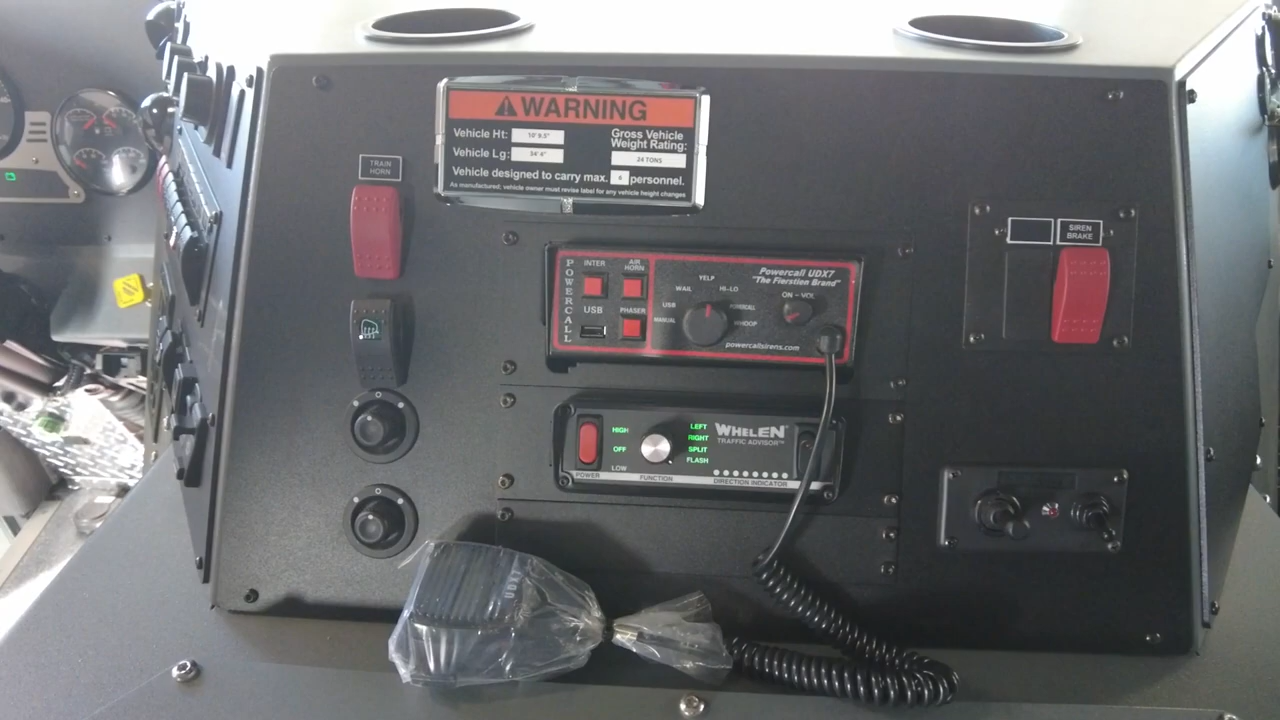 WARNING
Vehicle Ht: 10' 9.5"
Vehicle Lg: 34' 4"
Gross Vehicle
Weight Rating:
24 TONS
Vehicle designed to carry max. 6 personnel.
As manufactured; vehicle owner must revise label for any vehicle height changes
TRAIN
HORN
SIREN
BRAKE
POWERCALL
INTER
AIR
HORN
USB
PHASER
Powercall UDX7
"The Fierstien Brand"
YELP
WAIL
HI-LO
USB
POWERCALL
MANUAL
WHOOP
ON - VOL
powercallsirens.com
HIGH
OFF
LOW
LEFT
RIGHT
SPLIT
FLASH
WHELEN
TRAFFIC ADVISOR™
POWER
FUNCTION
DIRECTION INDICATOR